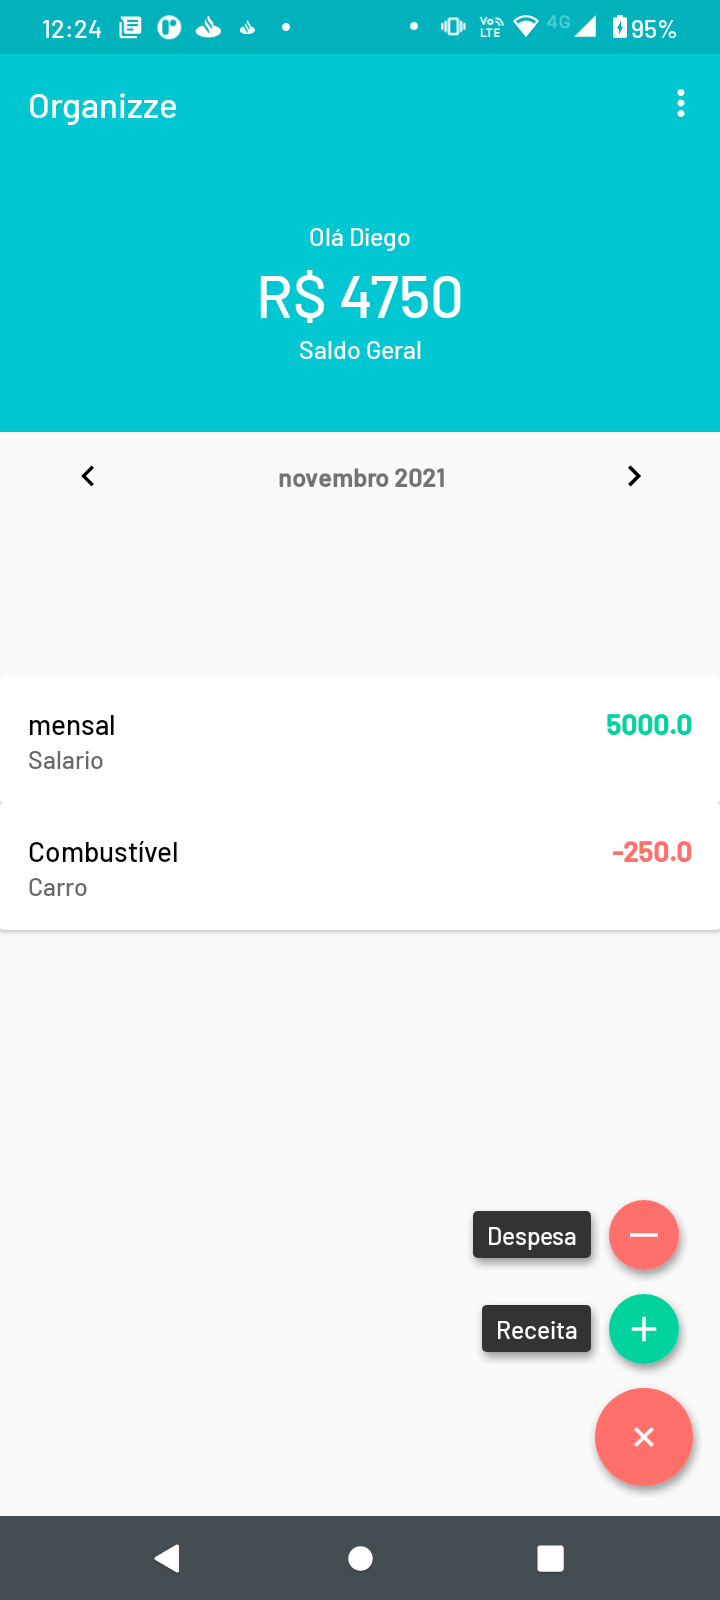 12:24 Vo LTE 4G 95%
Organizze
Olá Diego
R$ 4750
Saldo Geral
novembro 2021
mensal 5000.0
Salario
Combustível -250.0
Carro
Despesa
Receita